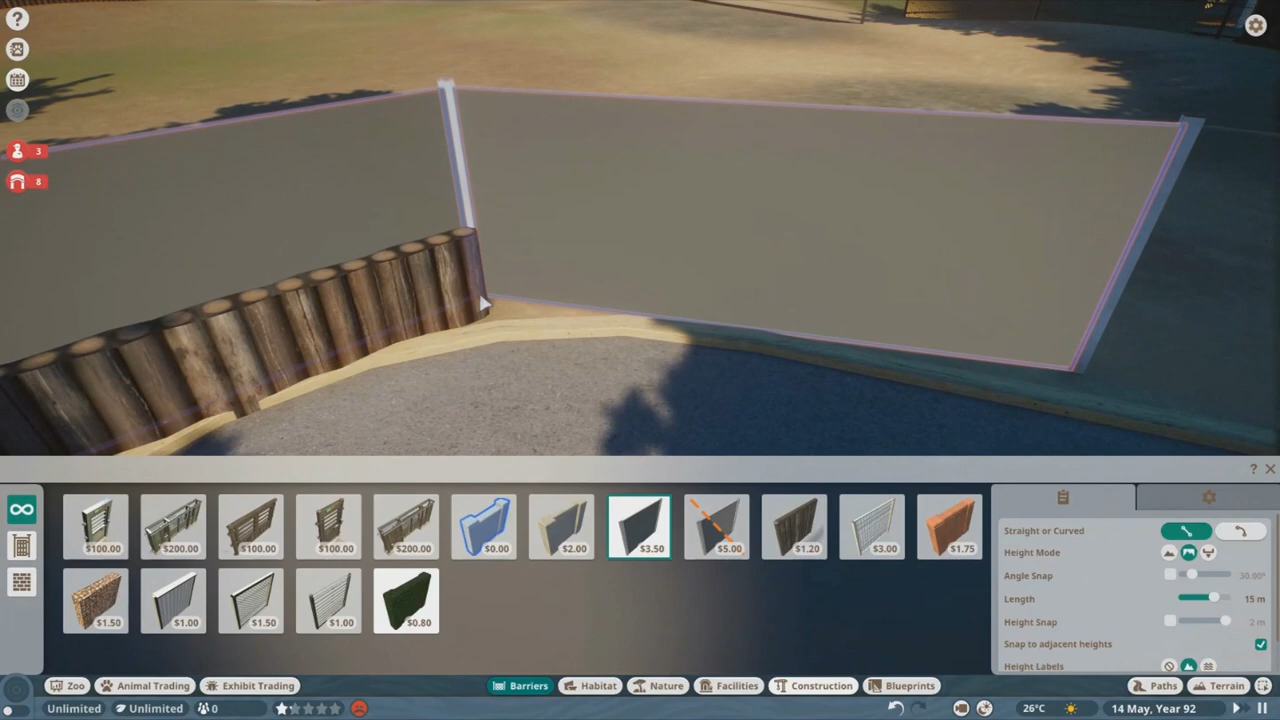 ?
3
8
? ×
$100.00 $200.00 $100.00 $100.00 $200.00 $0.00 $2.00 $3.50 $5.00 $1.20 $3.00 $1.75
$1.50 $1.00 $1.50 $1.00 $0.80
Straight or Curved
Height Mode
Angle Snap 30.00°
Length 15 m
Height Snap 2 m
Snap to adjacent heights
Height Labels
Zoo Animal Trading Exhibit Trading Barriers Habitat Nature Facilities Construction Blueprints Paths Terrain
Unlimited Unlimited 0 26°C 14 May, Year 92